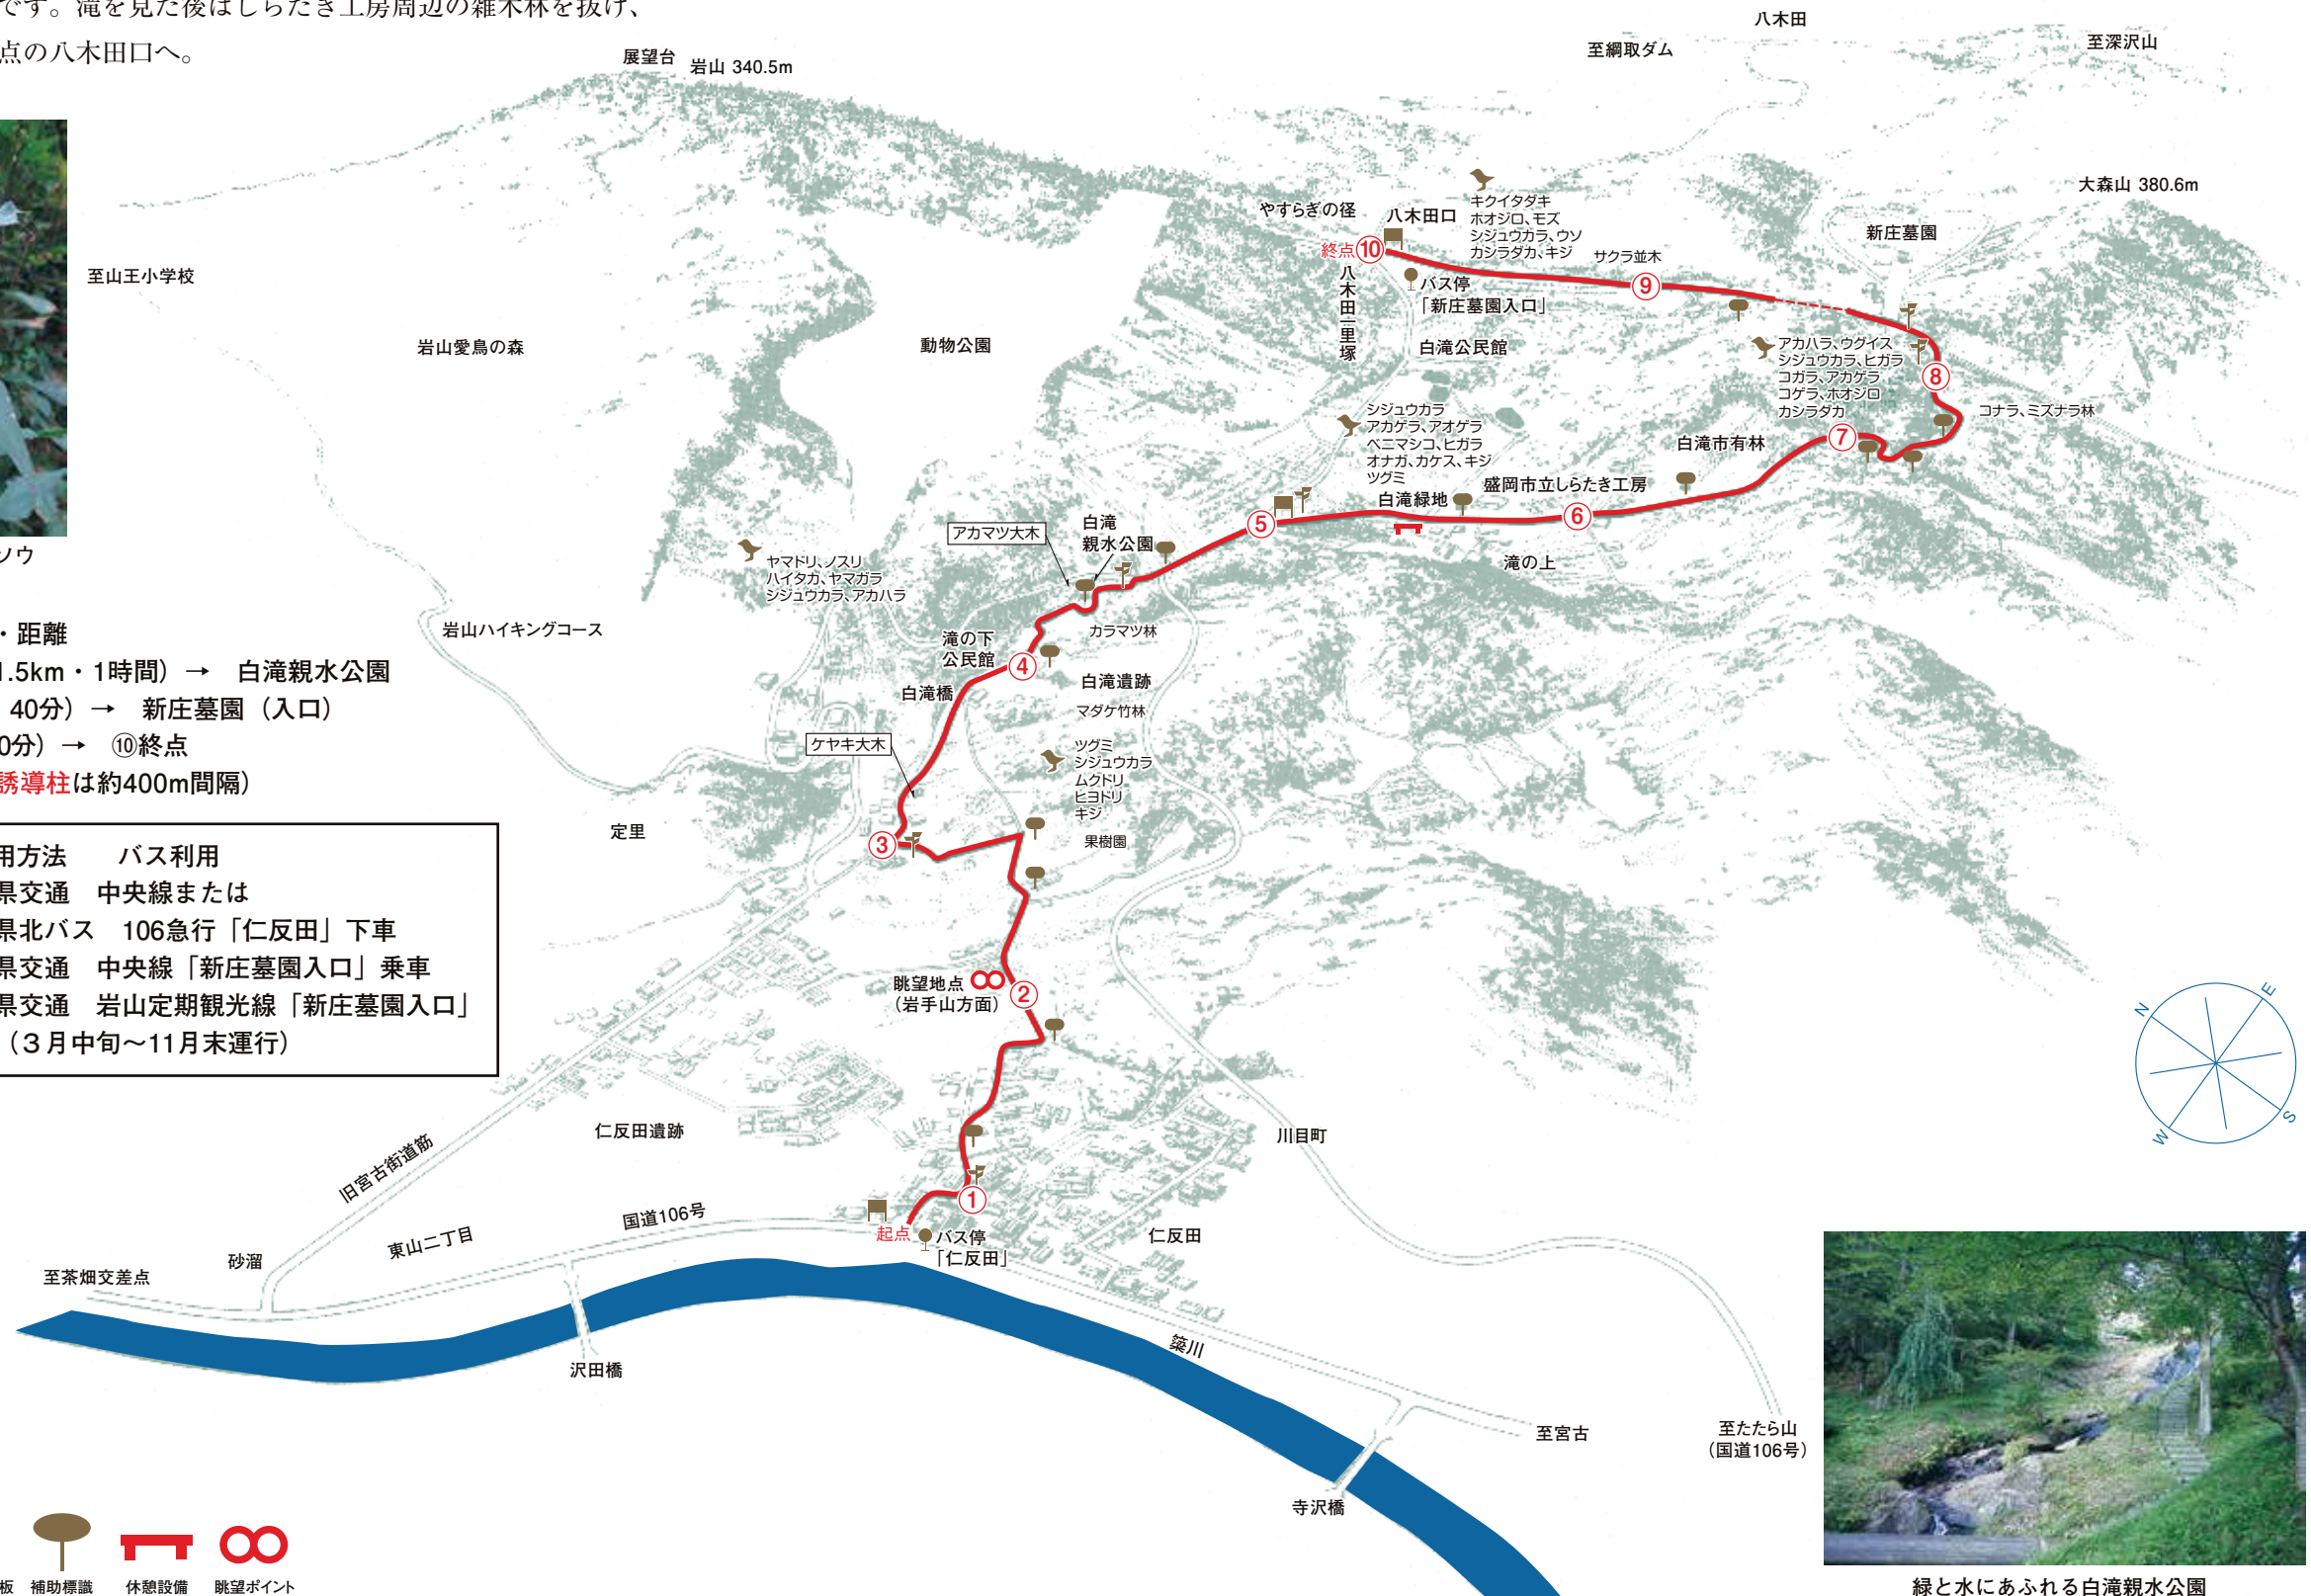 です。滝を見た後はしらたき工房周辺の雑木林を抜け、
点の八木田口へ。
展望台
岩山 340.5m
八木田
至綱取ダム
至深沢山
大森山 380.6m
新庄墓園
やすらぎの径
八木田口
キクイタダキ
ホオジロ、モズ
シジュウカラ、ウソ
カシラダカ、キジ
サクラ並木
終点
⑩
⑨
八木田一里塚
バス停
「新庄墓園入口」
白滝公民館
アカハラ、ウグイス
シジュウカラ、ヒガラ
コガラ、アカゲラ
コゲラ、ホオジロ
カシラダカ
⑧
コナラ、ミズナラ林
⑦
白滝市有林
至山王小学校
岩山愛鳥の森
動物公園
シジュウカラ
アカゲラ、アオゲラ
ベニマシコ、ヒガラ
オナガ、カケス、キジ
ツグミ
白滝緑地
盛岡市立しらたき工房
⑥
⑤
滝の上
アカマツ大木
白滝
親水公園
ヤマドリ、ノスリ
ハイタカ、ヤマガラ
シジュウカラ、アカハラ
ソウ
岩山ハイキングコース
滝の下
公民館
④
カラマツ林
白滝橋
白滝遺跡
マダケ竹林
ケヤキ大木
ツグミ
シジュウカラ
ムクドリ
ヒヨドリ
キジ
果樹園
定里
③
・距離
1.5km・1時間）→　白滝親水公園
40分）→　新庄墓園（入口）
0分）→　⑩終点
誘導柱は約400m間隔）
用方法　　バス利用
県交通　中央線または
県北バス　106急行「仁反田」下車
県交通　中央線「新庄墓園入口」乗車
県交通　岩山定期観光線「新庄墓園入口」
（３月中旬〜11月末運行）
眺望地点
（岩手山方面）
②
N
E
W
S
仁反田遺跡
川目町
旧宮古街道筋
①
国道106号
起点
バス停
「仁反田」
仁反田
東山二丁目
砂溜
至茶畑交差点
沢田橋
簗川
至宮古
至たたら山
（国道106号）
寺沢橋
板
補助標識
休憩設備
眺望ポイント
緑と水にあふれる白滝親水公園